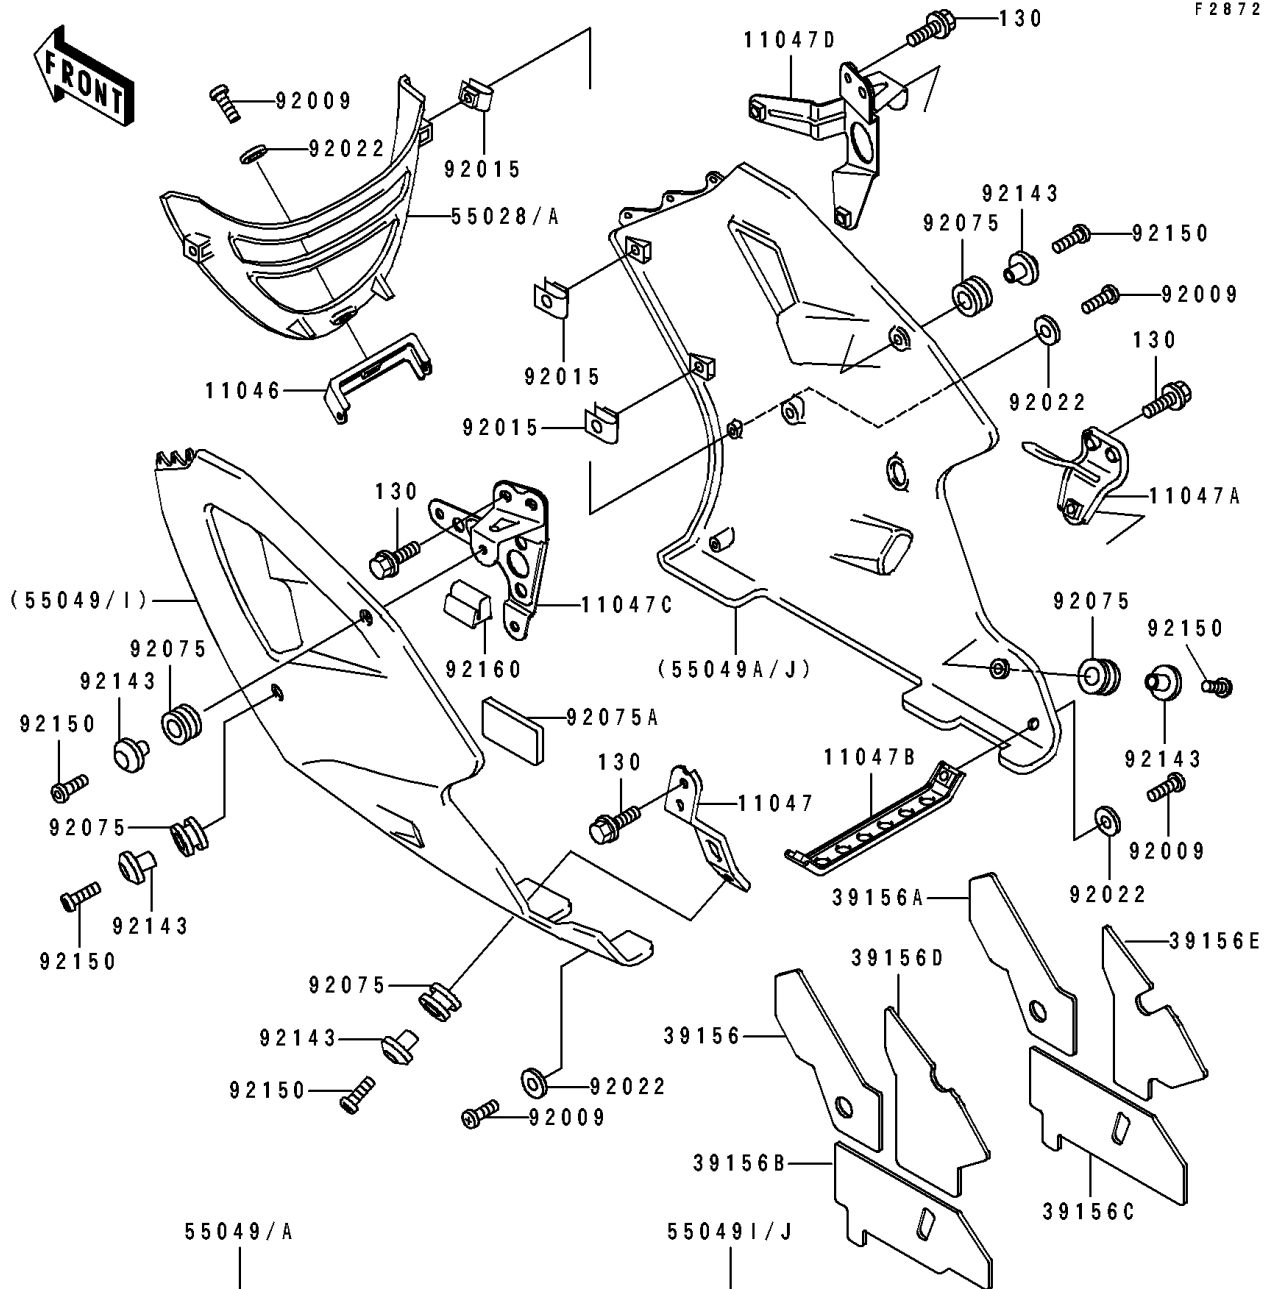 F2872
FRONT
130
11047D
92009
92022
92015
55028/A
92143
92075
92150
92009
130
92015
11046
92022
92015
130
11047A
(55049/I)
11047C
92075
92150
92075
92160
(55049A/J)
92143
92150
92075A
130
11047B
92143
11047
92075
92009
39156A
92022
92143
39156E
92150
39156D
92075
92143
39156
92150
92022
92009
39156B
39156C
55049/A
55049I/J